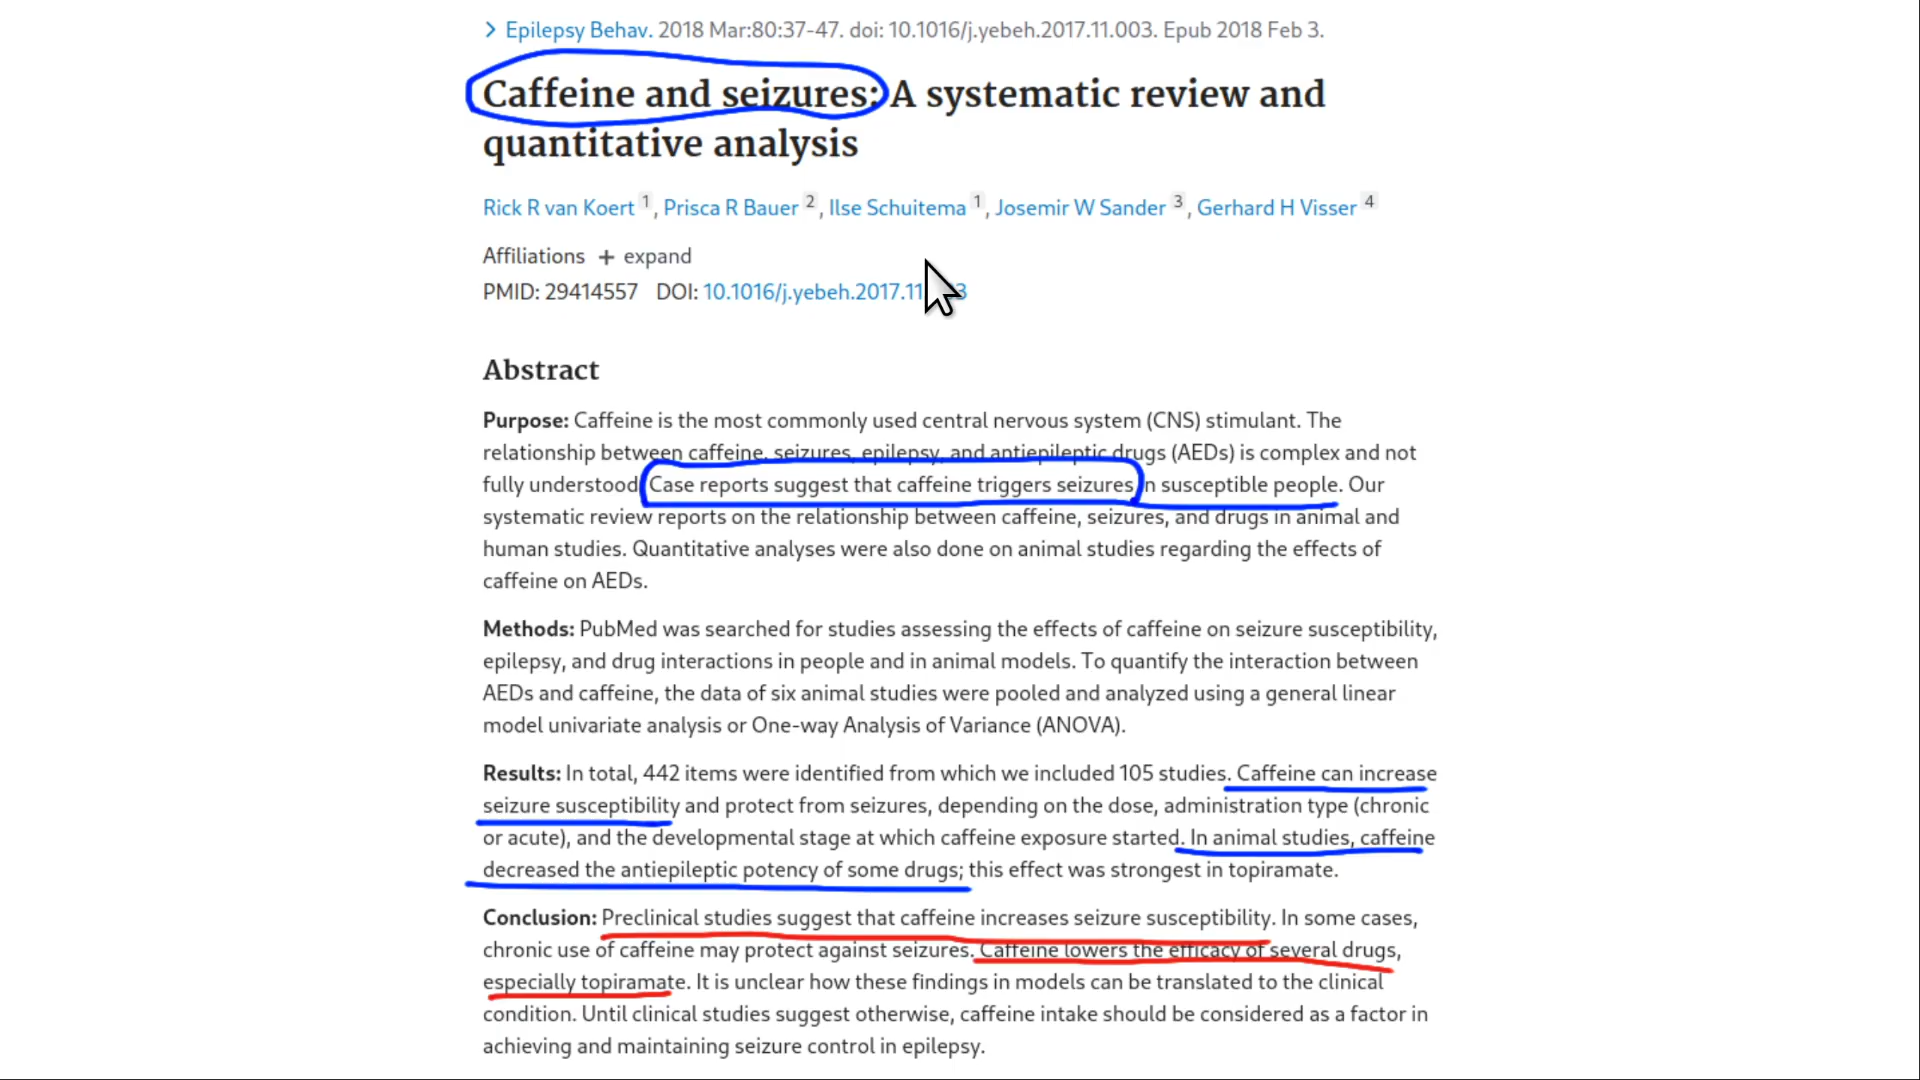 Epilepsy Behav. 2018 Mar:80:37-47. doi: 10.1016/j.yebeh.2017.11.003. Epub 2018 Feb 3.
Caffeine and seizures: A systematic review and
quantitative analysis
Rick R van Koert 1, Prisca R Bauer 2, Ilse Schuitema 1, Josemir W Sander 3, Gerhard H Visser 4
Affiliations + expand
PMID: 29414557 DOI: 10.1016/j.yebeh.2017.11 3
Abstract
Purpose: Caffeine is the most commonly used central nervous system (CNS) stimulant. The
relationship between caffeine, seizures, epilepsy, and antiepileptic drugs (AEDs) is complex and not
fully understood. Case reports suggest that caffeine triggers seizures in susceptible people. Our
systematic review reports on the relationship between caffeine, seizures, and drugs in animal and
human studies. Quantitative analyses were also done on animal studies regarding the effects of
caffeine on AEDs.
Methods: PubMed was searched for studies assessing the effects of caffeine on seizure susceptibility,
epilepsy, and drug interactions in people and in animal models. To quantify the interaction between
AEDs and caffeine, the data of six animal studies were pooled and analyzed using a general linear
model univariate analysis or One-way Analysis of Variance (ANOVA).
Results: In total, 442 items were identified from which we included 105 studies. Caffeine can increase
seizure susceptibility and protect from seizures, depending on the dose, administration type (chronic
or acute), and the developmental stage at which caffeine exposure started. In animal studies, caffeine
decreased the antiepileptic potency of some drugs; this effect was strongest in topiramate.
Conclusion: Preclinical studies suggest that caffeine increases seizure susceptibility. In some cases,
chronic use of caffeine may protect against seizures. Caffeine lowers the efficacy of several drugs,
especially topiramate. It is unclear how these findings in models can be translated to the clinical
condition. Until clinical studies suggest otherwise, caffeine intake should be considered as a factor in
achieving and maintaining seizure control in epilepsy.